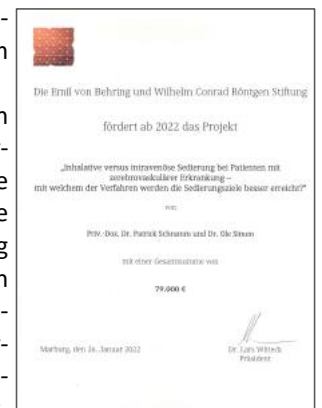 -
n
n
-
e
e
g
n
-
-
-
Die Emil von Behring und Wilhelm Conrad Röntgen Stiftung
fördert ab 2022 das Projekt
„Inhalative versus intravenöse Sedierung bei Patienten mit
zerebrovaskulärer Erkrankung –
mit welchem der Verfahren werden die Sedierungsziele besser erreicht?“
von
Priv.-Doz. Dr. Patrick Schramm und Dr. Ole Simon
mit einer Gesamtsumme von
79.000 €
Marburg, den 26. Januar 2022
Dr. Lars Witteck
Präsident